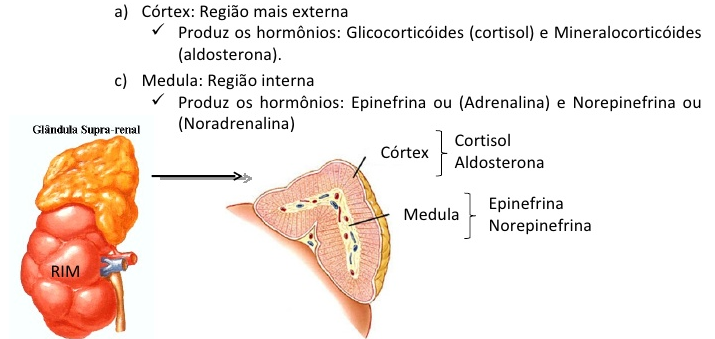 a) Córtex: Região mais externa
✓ Produz os hormônios: Glicocorticóides (cortisol) e Mineralocorticóides
(aldosterona).
c) Medula: Região interna
✓ Produz os hormônios: Epinefrina ou (Adrenalina) e Norepinefrina ou
(Noradrenalina)
Glândula Supra-renal
Córtex
Cortisol
Aldosterona
Medula
Epinefrina
Norepinefrina
RIM